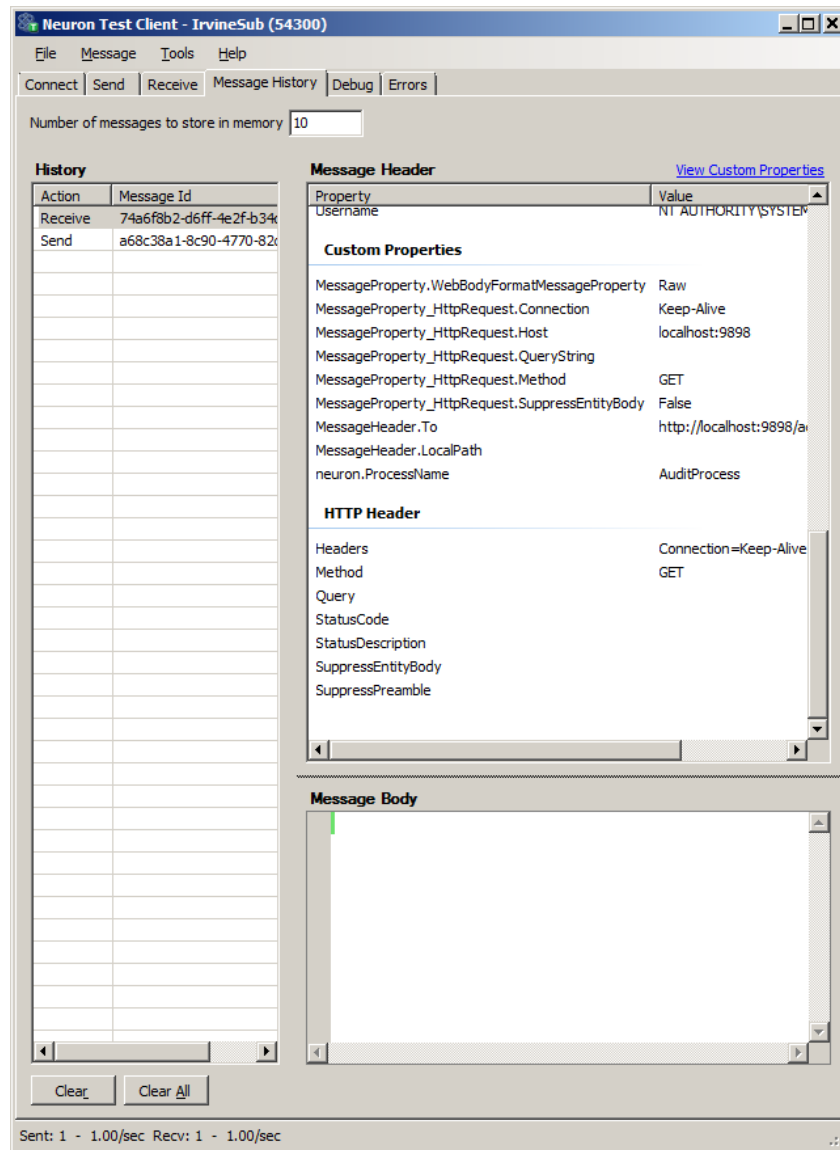 Neuron Test Client - IrvineSub (54300)
File Message Tools Help
Connect Send Receive Message History Debug Errors
Number of messages to store in memory 10
History
Action Message Id
Receive 74a6f8b2-d6ff-4e2f-b34
Send a68c38a1-8c90-4770-82
Message Header View Custom Properties
Property Value
Username NT AUTHORITY\SYSTEM
Custom Properties
MessageProperty.WebBodyFormatMessageProperty Raw
MessageProperty_HttpRequest.Connection Keep-Alive
MessageProperty_HttpRequest.Host localhost:9898
MessageProperty_HttpRequest.QueryString
MessageProperty_HttpRequest.Method GET
MessageProperty_HttpRequest.SuppressEntityBody False
MessageHeader.To http://localhost:9898/a
MessageHeader.LocalPath
neuron.ProcessName AuditProcess
HTTP Header
Headers Connection=Keep-Alive
Method GET
Query
StatusCode
StatusDescription
SuppressEntityBody
SuppressPreamble
Message Body
Clear Clear All
Sent: 1 - 1.00/sec Recv: 1 - 1.00/sec